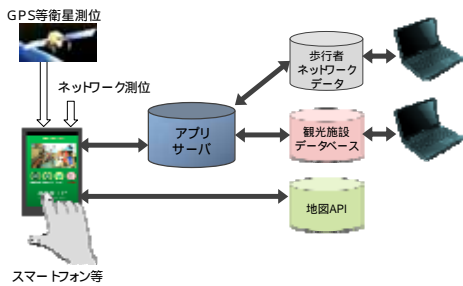 GPS等衛星測位
ネットワーク測位
歩行者
ネットワーク
データ
アプリ
サーバ
観光施設
データベース
地図API
スマートフォン等